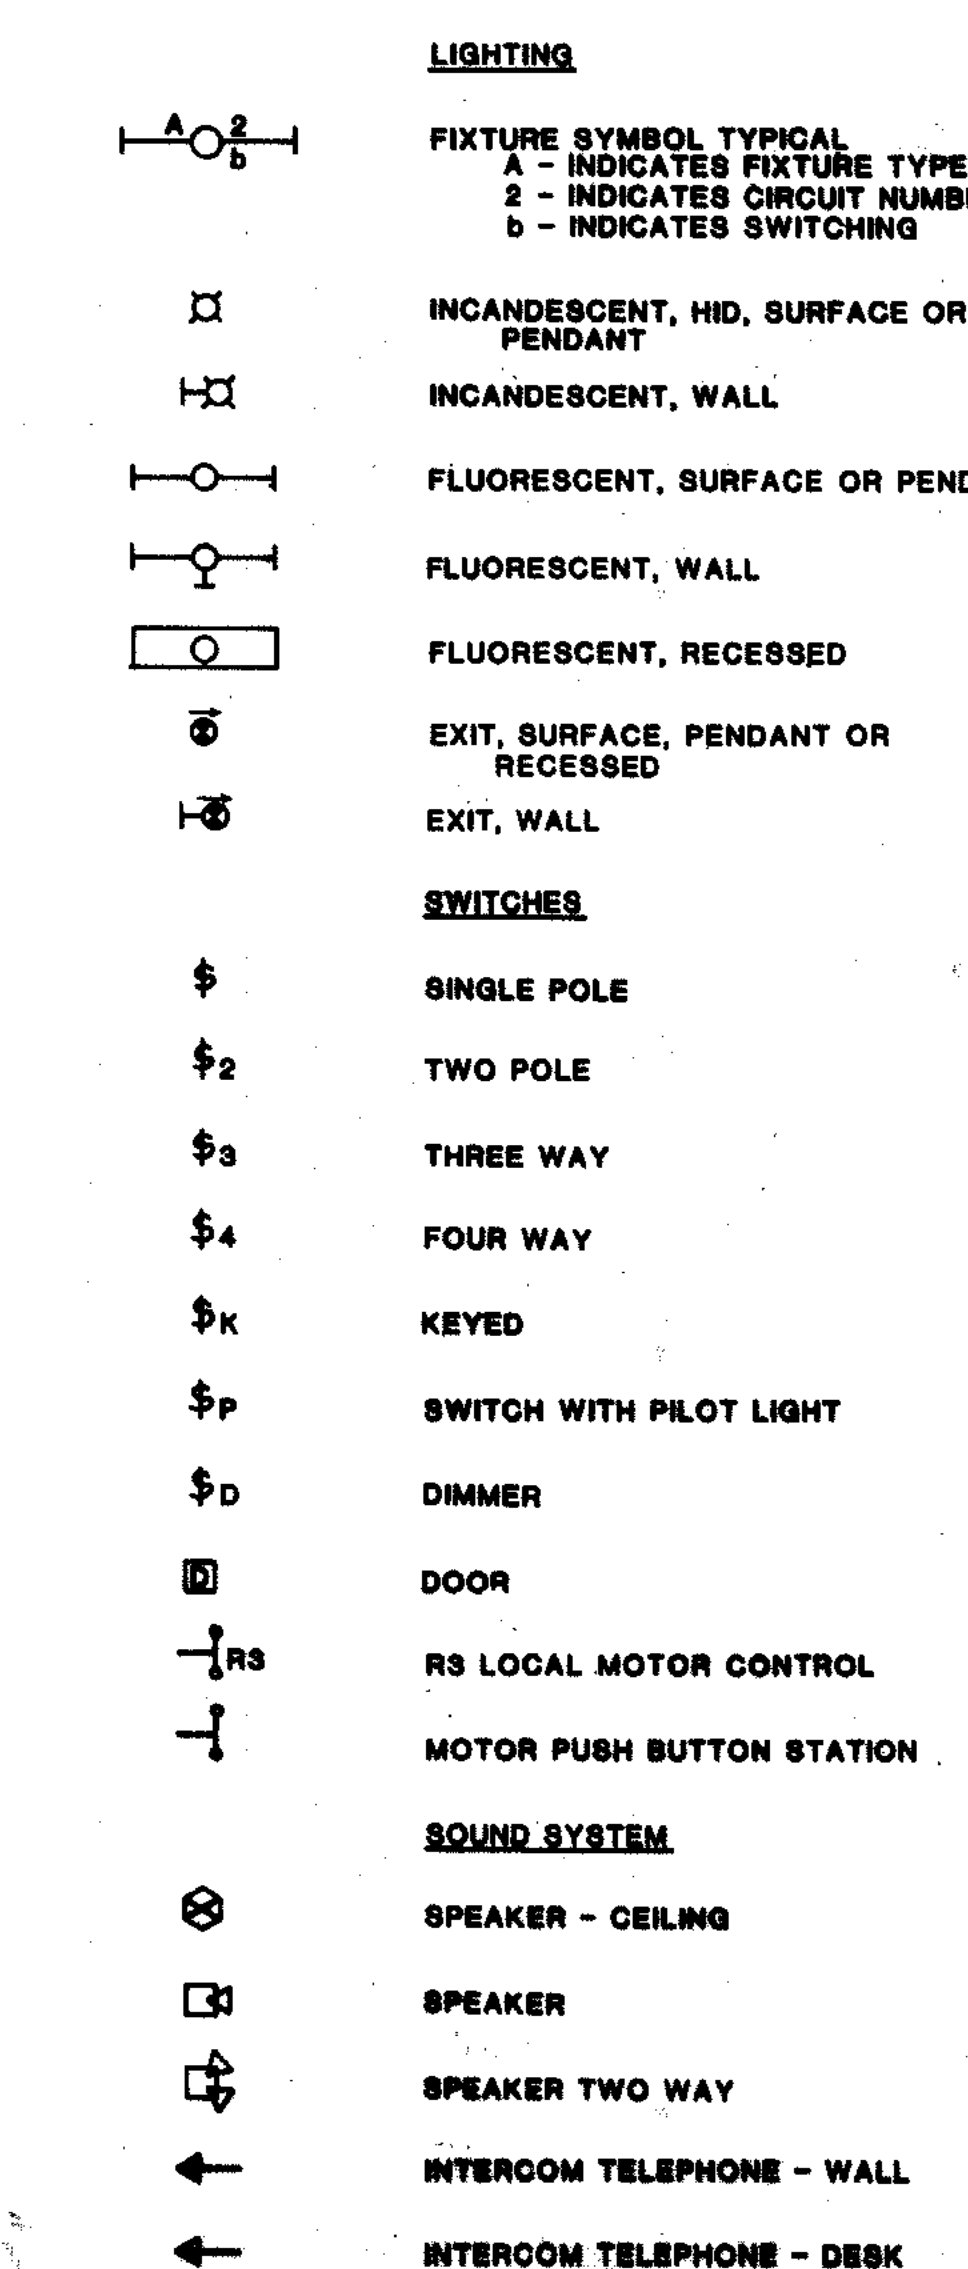 LIGHTING
A 2 b FIXTURE SYMBOL TYPICAL
A - INDICATES FIXTURE TYPE
2 - INDICATES CIRCUIT NUMB
b - INDICATES SWITCHING
INCANDESCENT, HID, SURFACE OR
PENDANT
INCANDESCENT, WALL
FLUORESCENT, SURFACE OR PEND
FLUORESCENT, WALL
FLUORESCENT, RECESSED
EXIT, SURFACE, PENDANT OR
RECESSED
EXIT, WALL
SWITCHES
$ SINGLE POLE
$2 TWO POLE
$3 THREE WAY
$4 FOUR WAY
$K KEYED
$P SWITCH WITH PILOT LIGHT
$D DIMMER
D DOOR
RS RS LOCAL MOTOR CONTROL
MOTOR PUSH BUTTON STATION
SOUND SYSTEM
SPEAKER - CEILING
SPEAKER
SPEAKER TWO WAY
INTERCOM TELEPHONE - WALL
INTERCOM TELEPHONE - DESK